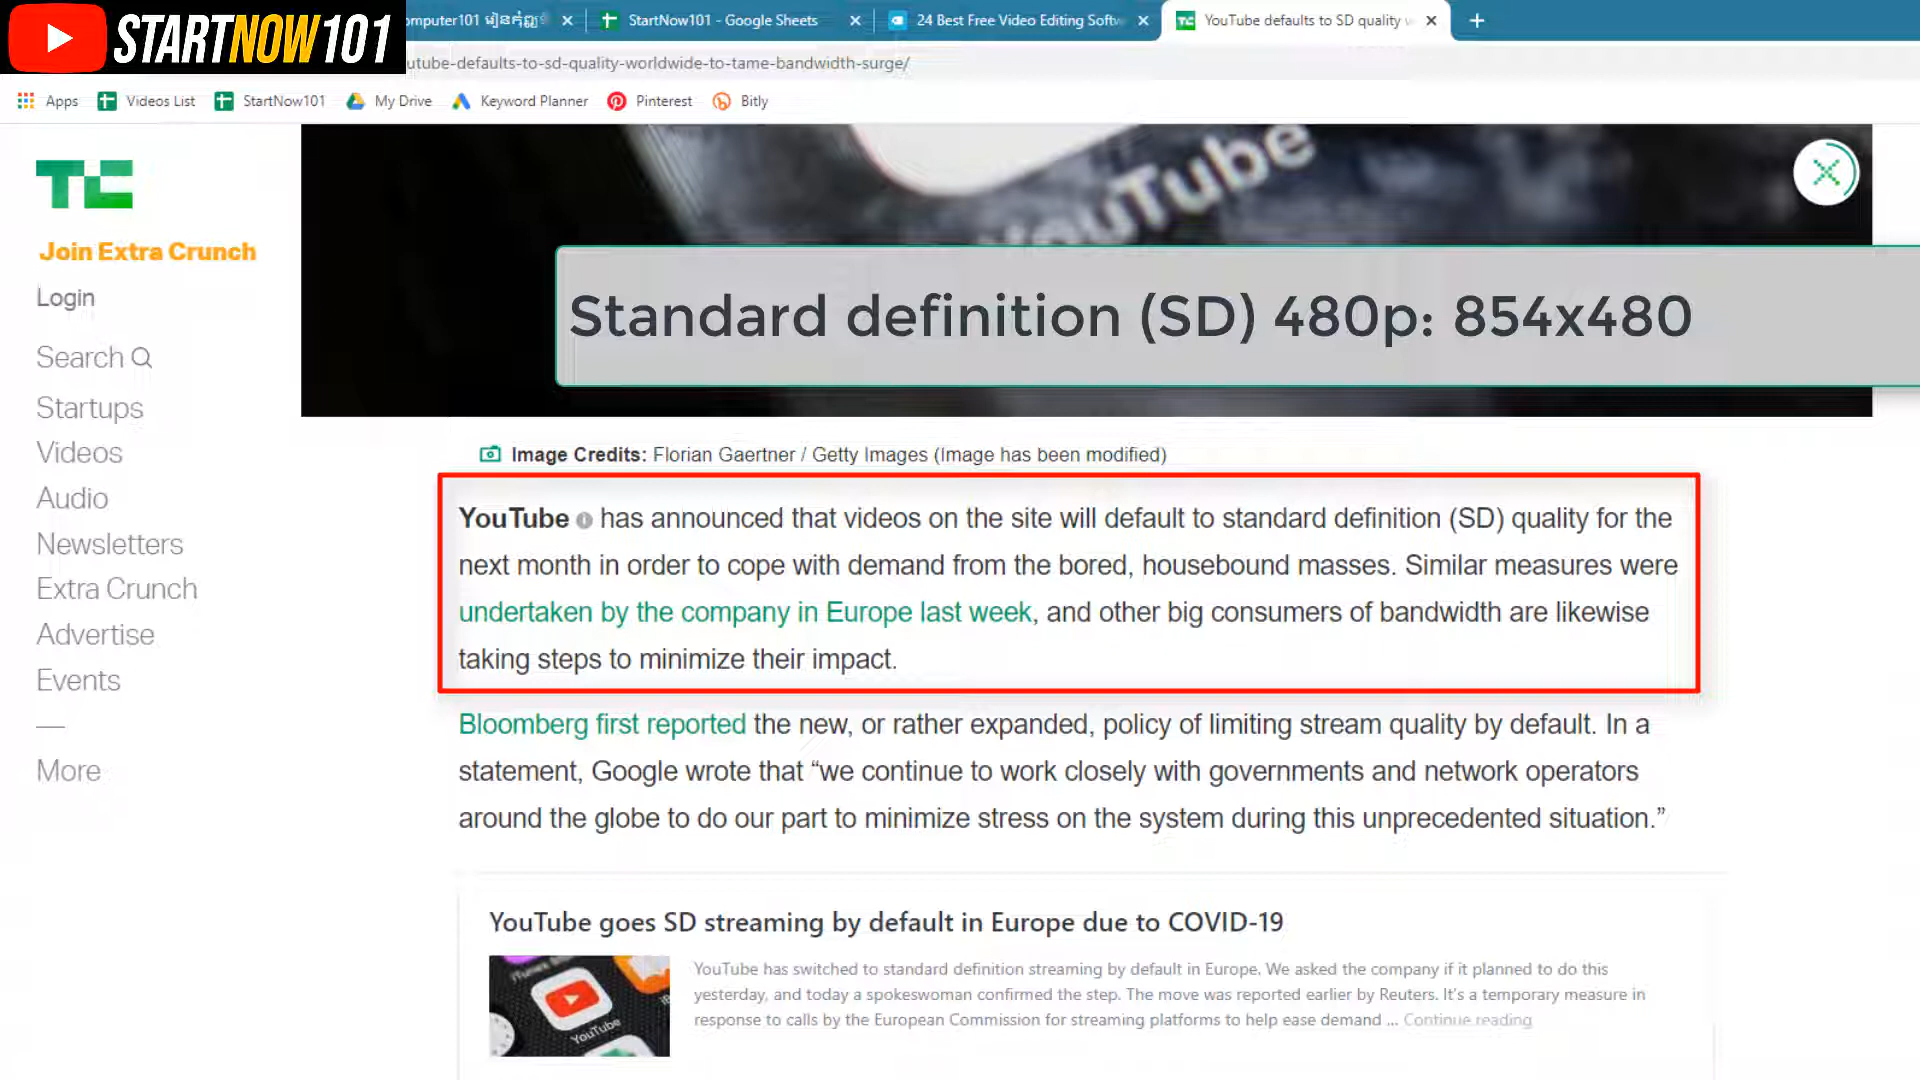 STARTNOW101
omputer101 រៀនកុំព្យូទ័
StartNow101 - Google Sheets
24 Best Free Video Editing Softw
YouTube defaults to SD quality w
utube-defaults-to-sd-quality-worldwide-to-tame-bandwidth-surge/
Apps
Videos List
StartNow101
My Drive
Keyword Planner
Pinterest
Bitly
TC
Join Extra Crunch
Login
Search
Startups
Videos
Audio
Newsletters
Extra Crunch
Advertise
Events
More
YouTube
Standard definition (SD) 480p: 854x480
Image Credits: Florian Gaertner / Getty Images (Image has been modified)
YouTube has announced that videos on the site will default to standard definition (SD) quality for the
next month in order to cope with demand from the bored, housebound masses. Similar measures were
undertaken by the company in Europe last week, and other big consumers of bandwidth are likewise
taking steps to minimize their impact.
Bloomberg first reported the new, or rather expanded, policy of limiting stream quality by default. In a
statement, Google wrote that “we continue to work closely with governments and network operators
around the globe to do our part to minimize stress on the system during this unprecedented situation.”
YouTube goes SD streaming by default in Europe due to COVID-19
YouTube
YouTube has switched to standard definition streaming by default in Europe. We asked the company if it planned to do this
yesterday, and today a spokeswoman confirmed the step. The move was reported earlier by Reuters. It’s a temporary measure in
response to calls by the European Commission for streaming platforms to help ease demand ... Continue reading